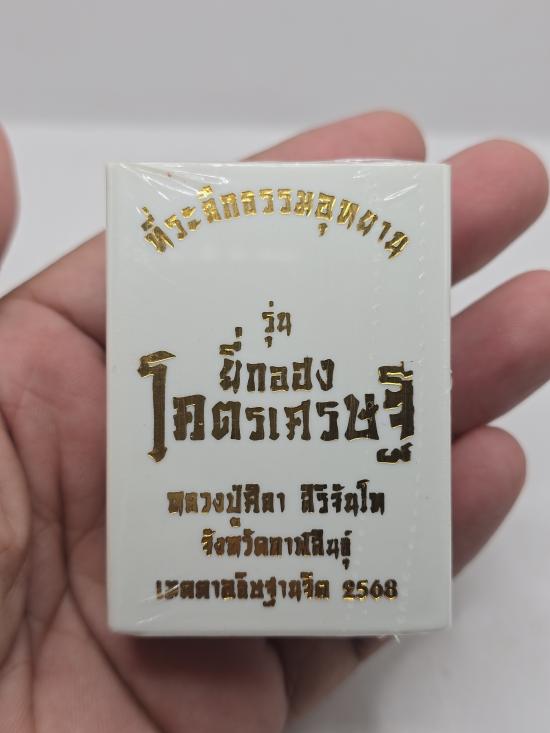 ที่ระลึกธรรมอุทยาน
รุ่น
ยี่กอฮง
โคตรเศรษฐี
หลวงปู่ศิลา สิริจันโท
จังหวัดกาฬสินธุ์
เมตตาอธิษฐานจิต 2568